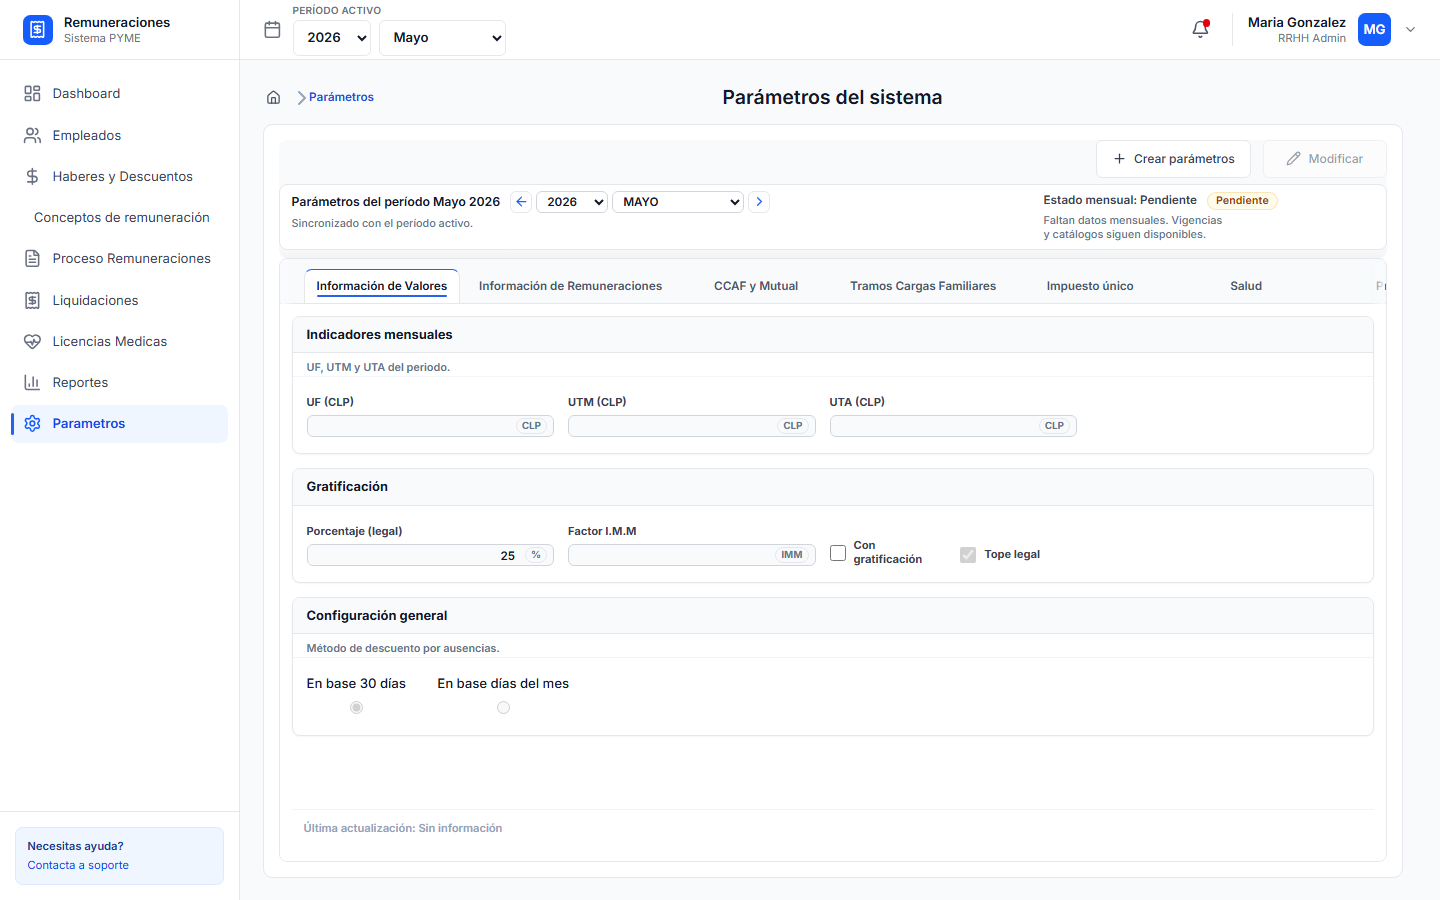 Remuneraciones
Sistema PYME
PERÍODO ACTIVO
2026
Mayo
Maria Gonzalez
RRHH Admin
MG
Dashboard
Empleados
Haberes y Descuentos
Conceptos de remuneración
Proceso Remuneraciones
Liquidaciones
Licencias Medicas
Reportes
Parametros
Necesitas ayuda?
Contacta a soporte
Parámetros
Parámetros del sistema
Crear parámetros
Modificar
Parámetros del período Mayo 2026
2026
MAYO
Sincronizado con el período activo.
Estado mensual: Pendiente
Pendiente
Faltan datos mensuales. Vigencias
y catálogos siguen disponibles.
Información de Valores
Información de Remuneraciones
CCAF y Mutual
Tramos Cargas Familiares
Impuesto único
Salud
Indicadores mensuales
UF, UTM y UTA del periodo.
UF (CLP)
UTM (CLP)
UTA (CLP)
CLP
CLP
CLP
Gratificación
Porcentaje (legal)
Factor I.M.M
25
%
IMM
Con
gratificación
Tope legal
Configuración general
Método de descuento por ausencias.
En base 30 días
En base días del mes
Última actualización: Sin información